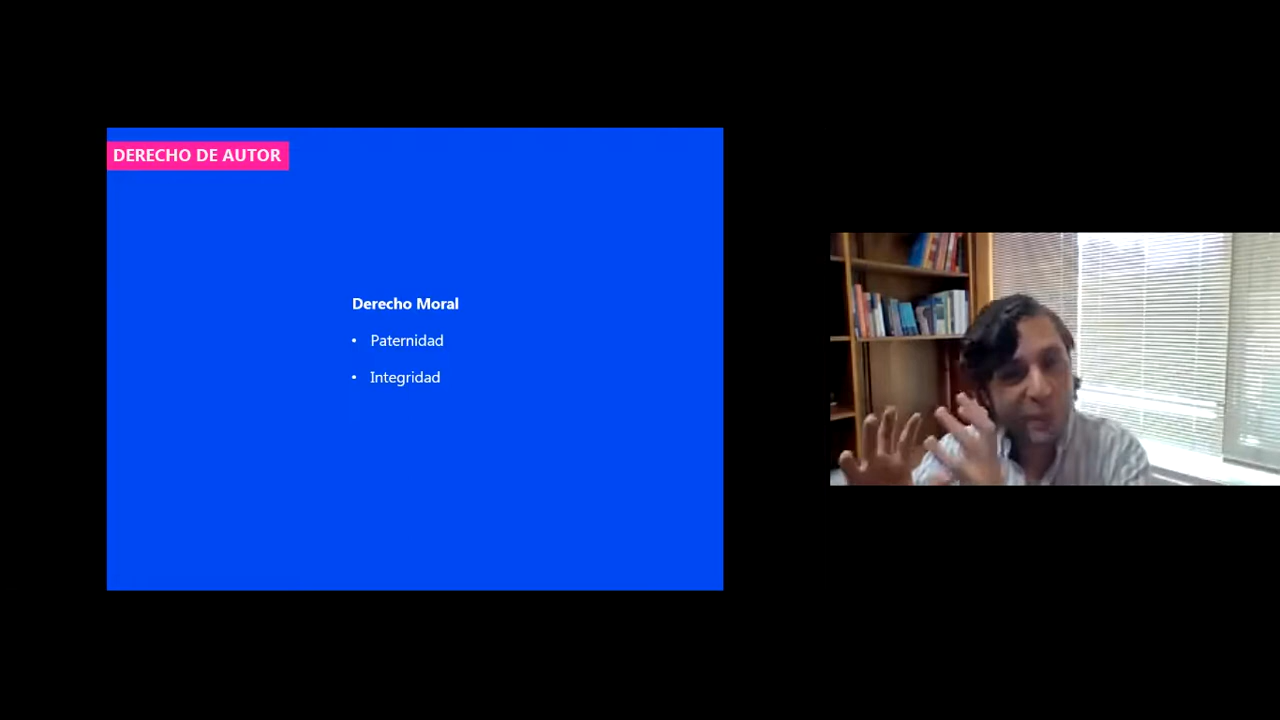 DERECHO DE AUTOR
Derecho Moral
• Paternidad
• Integridad